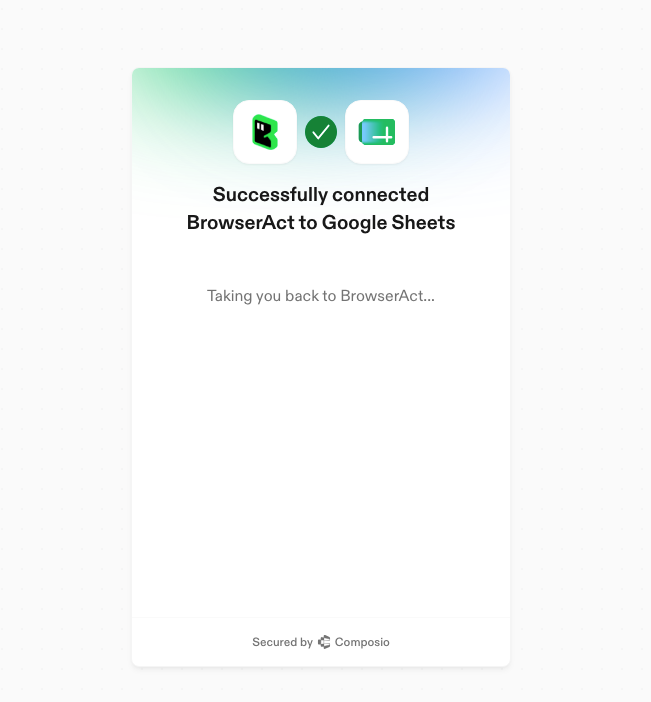 Successfully connected
BrowserAct to Google Sheets
Taking you back to BrowserAct...
Secured by Composio